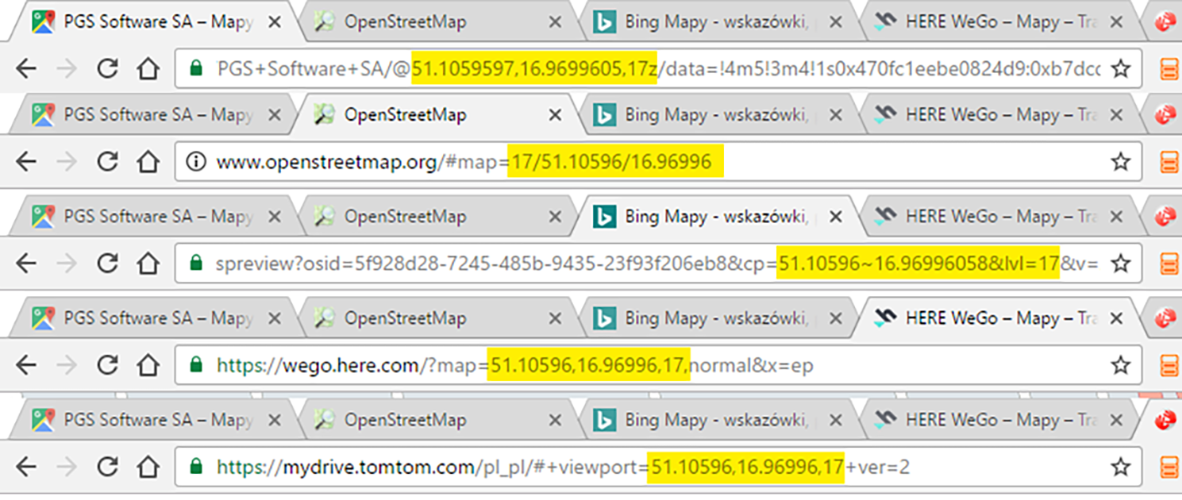 PGS Software SA – Mapy OpenStreetMap Bing Mapy - wskazówki, HERE WeGo – Mapy – Tra
PGS+Software+SA/@51.1059597,16.9699605,17z/data=!4m5!3m4!1s0x470fc1eebe0824d9:0xb7dcc
PGS Software SA – Mapy OpenStreetMap Bing Mapy - wskazówki, HERE WeGo – Mapy – Tra
www.openstreetmap.org/#map=17/51.10596/16.96996
PGS Software SA – Mapy OpenStreetMap Bing Mapy - wskazówki, HERE WeGo – Mapy – Tra
spreview?osid=5f928d28-7245-485b-9435-23f93f206eb8&cp=51.10596~16.96996058&lvl=17&v=
PGS Software SA – Mapy OpenStreetMap Bing Mapy - wskazówki, HERE WeGo – Mapy – Tra
https://wego.here.com/?map=51.10596,16.96996,17,normal&x=ep
PGS Software SA – Mapy OpenStreetMap Bing Mapy - wskazówki, HERE WeGo – Mapy – Tra
https://mydrive.tomtom.com/pl_pl/#+viewport=51.10596,16.96996,17+ver=2